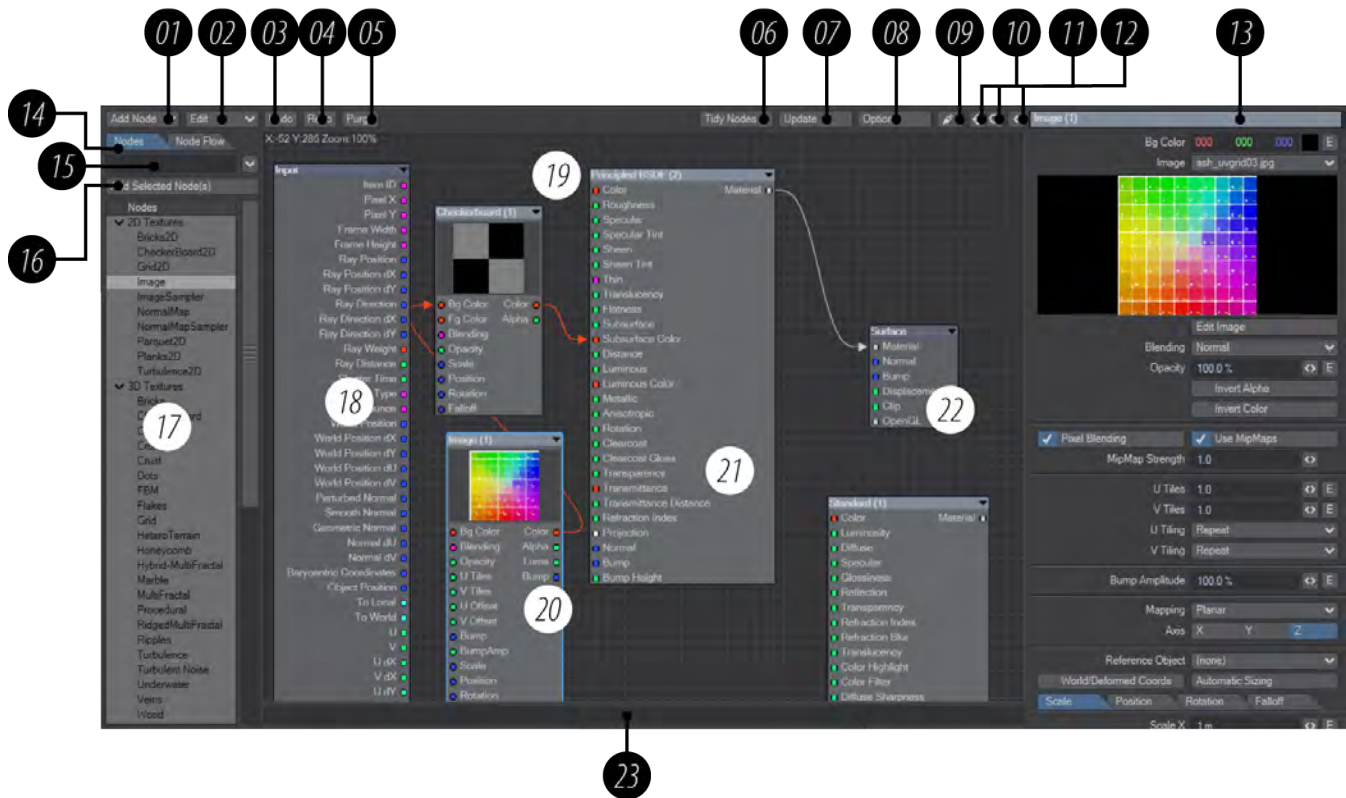 01 02 03 04 05 06 07 08 09 10 11 12 13
14
15
16
Add Node Edit
Tidy Nodes Update
Nodes Node Flow
X:-52 Y:285 Zoom:100%
Selected Node(s)
Nodes
2D Textures
Bricks2D
CheckerBoard2D
Grid2D
Image
ImageSampler
NormalMap
NormalMapSampler
Parquet2D
Planks2D
Turbulence2D
3D Textures
17
Crust
Dots
FBM
Flakes
Grid
HeteroTerrain
Honeycomb
Hybrid-MultiFractal
Marble
MultiFractal
Procedural
RidgedMultiFractal
Ripples
Turbulence
Turbulent Noise
Underwater
Veins
Wood
Input
Item ID
Pixel X
Pixel Y
Frame Width
Frame Height
Ray Position
Ray Position dX
Ray Position dY
Ray Direction
Ray Direction dX
Ray Direction dY
Ray Weight
Ray Distance
Time
Type
18
Position
World Position dX
World Position dY
World Position dU
World Position dV
Perturbed Normal
Smooth Normal
Geometric Normal
Normal dU
Normal dV
Barycentric Coordinates
Object Position
To Local
To World
U
V
U dX
V dX
U dY
Checkerboard (1)
Bg Color Color
Fg Color Alpha
Blending
Opacity
Scale
Position
Rotation
Falloff
Image (1)
Bg Color Color
Blending Alpha
Opacity Luma
U Tiles Bump
V Tiles
U Offset
V Offset
Bump
BumpAmp
Scale
Position
Rotation
20
19
Principled BSDF (2)
Color Material
Roughness
Specular
Specular Tint
Sheen
Sheen Tint
Thin
Translucency
Flatness
Subsurface
Subsurface Color
Distance
Luminous
Luminous Color
Metallic
Anisotropic
Rotation
Clearcoat
Clearcoat Gloss
Transparency
Transmittance
Transmittance Distance
Refraction Index
Projection
Normal
Bump
Bump Height
21
Surface
Material
Normal
Bump
Clip
OpenGL
22
Standard (1)
Color Material
Luminosity
Diffuse
Specular
Glossiness
Reflection
Transparency
Refraction Index
Refraction Blur
Translucency
Color Highlight
Color Filter
Diffuse Sharpness
Image (1)
Bg Color 000 000 000 E
Image ash_uvgrid03.jpg
Edit Image
Blending Normal
Opacity 100.0 % E
Invert Alpha
Invert Color
Pixel Blending Use MipMaps
MipMap Strength 1.0
U Tiles 1.0 E
V Tiles 1.0 E
U Tiling Repeat
V Tiling Repeat
Bump Amplitude 100.0 % E
Mapping Planar
Axis X Y Z
Reference Object (none)
World/Deformed Coords Automatic Sizing
Scale Position Rotation Falloff
Scale X 1 m E
23